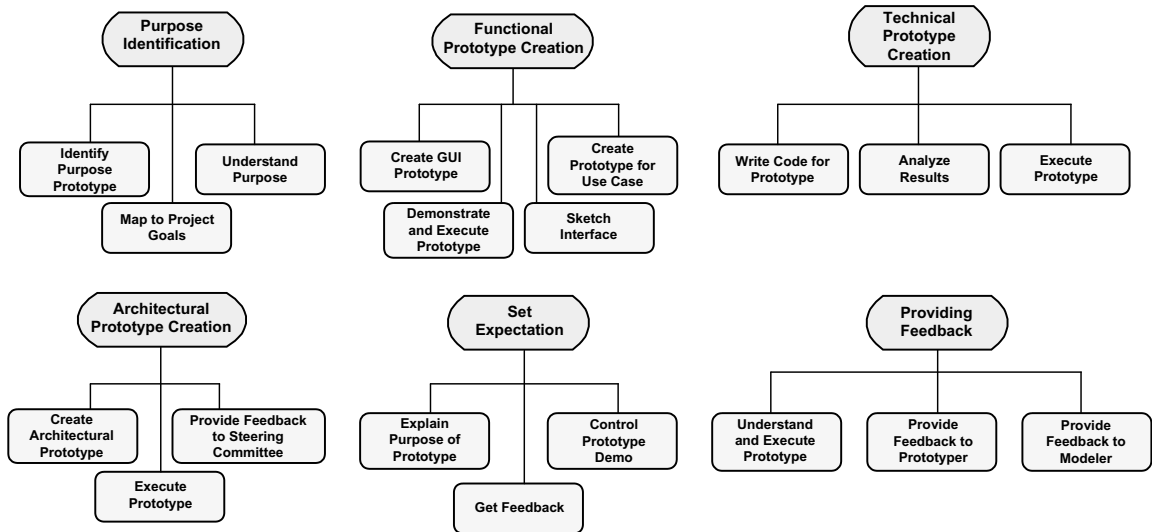 Purpose
Identification
Identify
Purpose
Prototype
Map to Project
Goals
Understand
Purpose
Functional
Prototype Creation
Create GUI
Prototype
Demonstrate
and Execute
Prototype
Sketch
Interface
Create
Prototype for
Use Case
Technical
Prototype
Creation
Write Code for
Prototype
Analyze
Results
Execute
Prototype
Architectural
Prototype Creation
Create
Architectural
Prototype
Execute
Prototype
Provide Feedback
to Steering
Committee
Set
Expectation
Explain
Purpose of
Prototype
Get Feedback
Control
Prototype
Demo
Providing
Feedback
Understand
and Execute
Prototype
Provide
Feedback to
Prototyper
Provide
Feedback to
Modeler